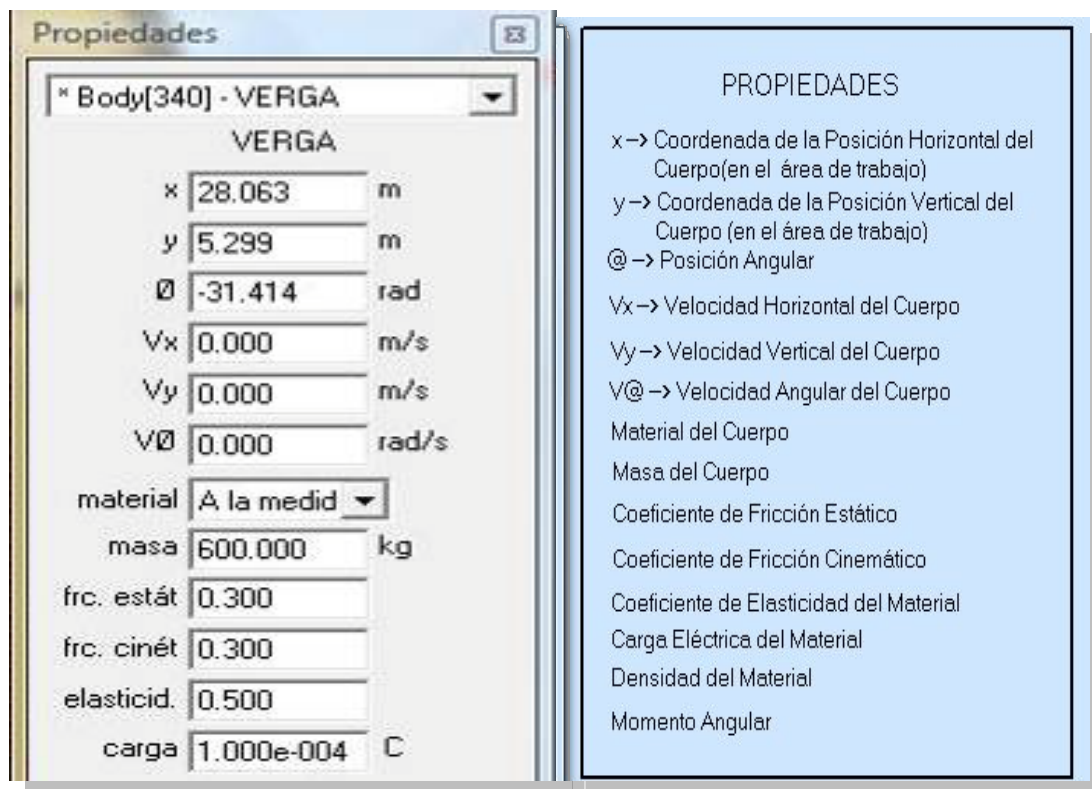 Propiedades
* Body[340] - VERGA
VERGA
x 28.063 m
y 5.299 m
Ø -31.414 rad
Vx 0.000 m/s
Vy 0.000 m/s
VØ 0.000 rad/s
material A la medid
masa 600.000 kg
frc. estát 0.300
frc. cinét 0.300
elasticid. 0.500
carga 1.000e-004 C
PROPIEDADES
x –> Coordenada de la Posición Horizontal del
Cuerpo(en el área de trabajo)
y –> Coordenada de la Posición Vertical del
Cuerpo (en el área de trabajo)
@ –> Posición Angular
Vx –> Velocidad Horizontal del Cuerpo
Vy –> Velocidad Vertical del Cuerpo
V@ –> Velocidad Angular del Cuerpo
Material del Cuerpo
Masa del Cuerpo
Coeficiente de Fricción Estático
Coeficiente de Fricción Cinemático
Coeficiente de Elasticidad del Material
Carga Eléctrica del Material
Densidad del Material
Momento Angular